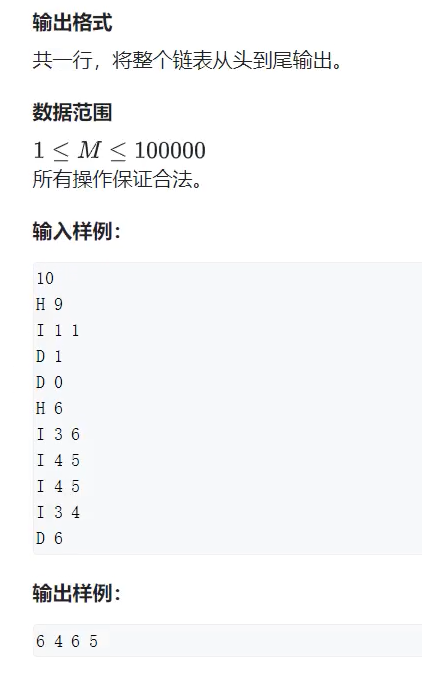 输出格式
共一行，将整个链表从头到尾输出。
数据范围
1 ≤ M ≤ 100000
所有操作保证合法。
输入样例：
10
H 9
I 1 1
D 1
D 0
H 6
I 3 6
I 4 5
I 4 5
I 3 4
D 6
输出样例：
6 4 6 5